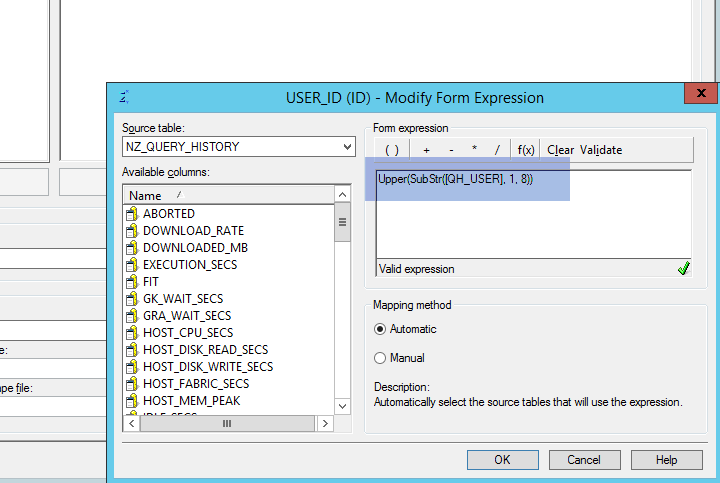 USER_ID (ID) - Modify Form Expression
x
Source table:
NZ_QUERY_HISTORY
Available columns:
Name
ABORTED
DOWNLOAD_RATE
DOWNLOADED_MB
EXECUTION_SECS
FIT
GK_WAIT_SECS
GRA_WAIT_SECS
HOST_CPU_SECS
HOST_DISK_READ_SECS
HOST_DISK_WRITE_SECS
HOST_FABRIC_SECS
HOST_MEM_PEAK
Form expression
( ) + - * / f(x) Clear Validate
Upper(SubStr([QH_USER], 1, 8))
Valid expression
Mapping method
Automatic
Manual
Description:
Automatically select the source tables that will use the expression.
e:
ape file:
OK Cancel Help